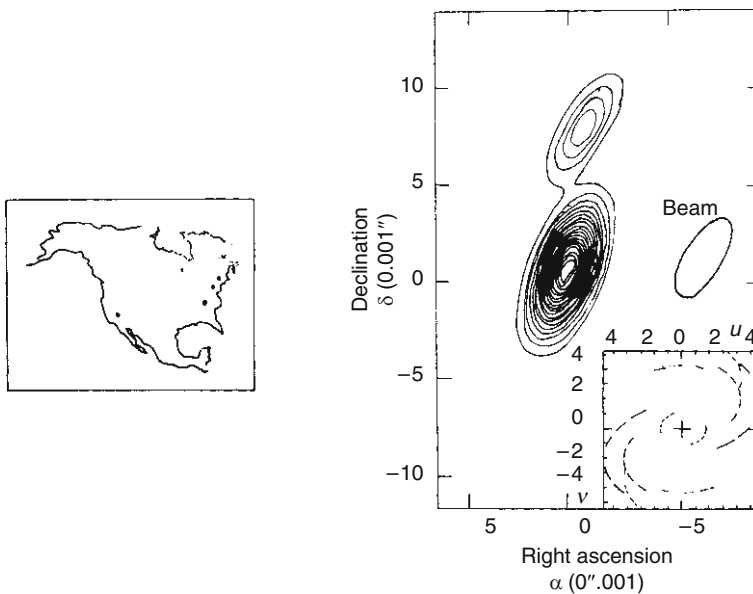 10
5
0
−5
−10
Declination
δ (0.001″)
Beam
4 2 0 2 4
u
4
2
0
−2
−4
v
5 0 −5
Right ascension
α (0″.001)